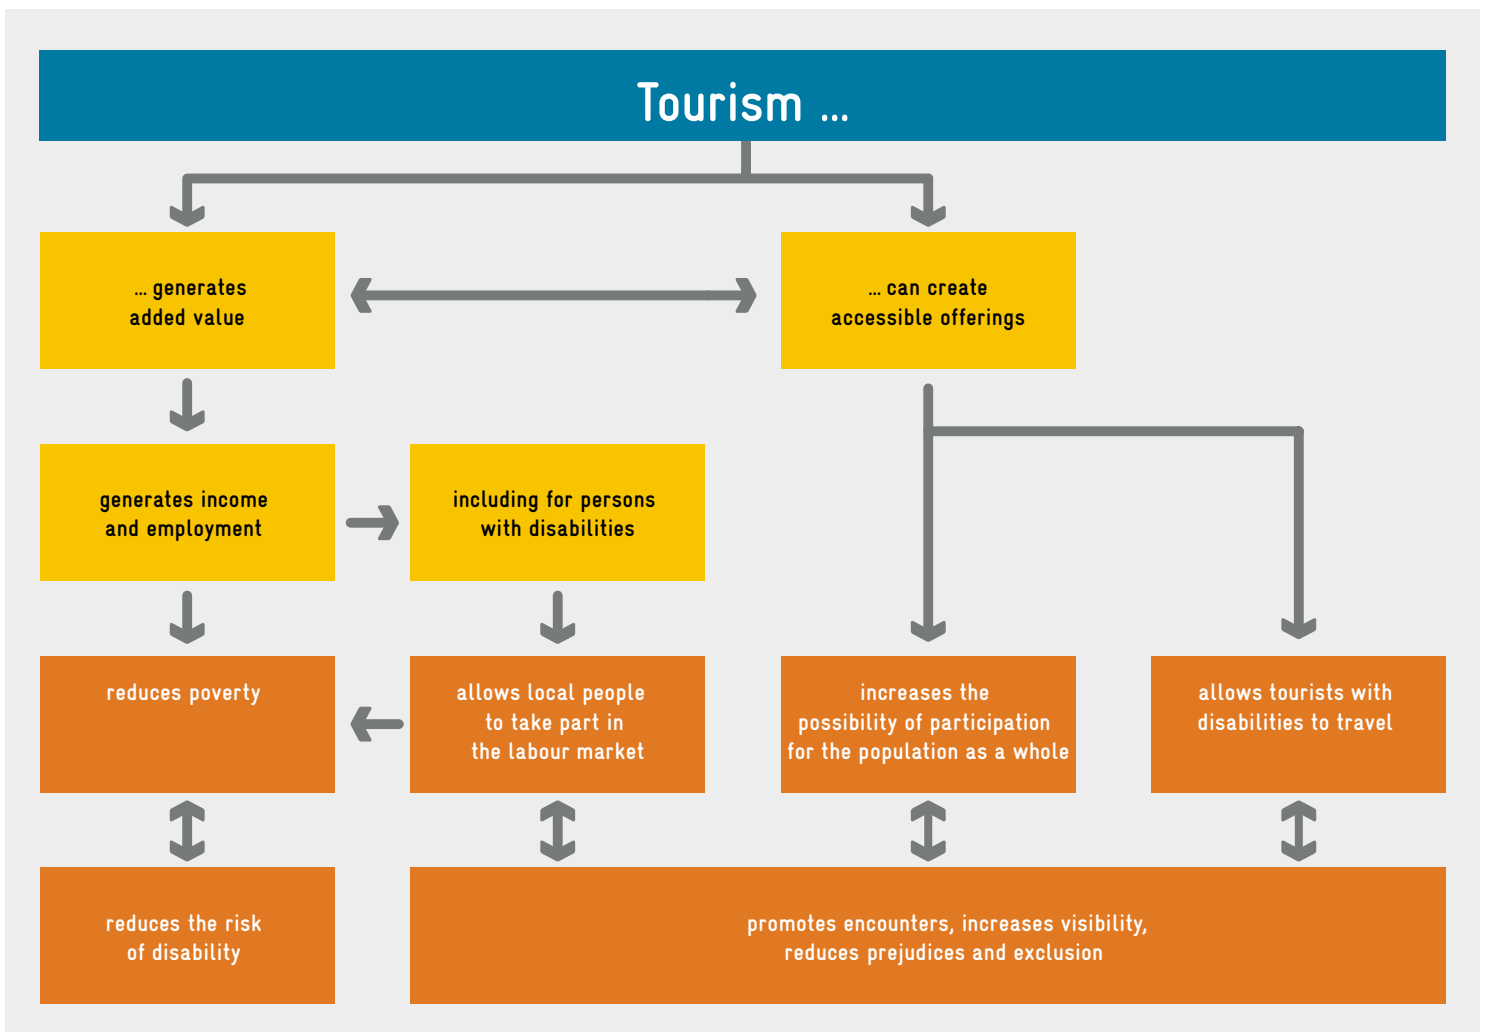 Tourism ...
... generates
added value
... can create
accessible offerings
generates income
and employment
including for persons
with disabilities
reduces poverty
allows local people
to take part in
the labour market
increases the
possibility of participation
for the population as a whole
allows tourists with
disabilities to travel
reduces the risk
of disability
promotes encounters, increases visibility,
reduces prejudices and exclusion